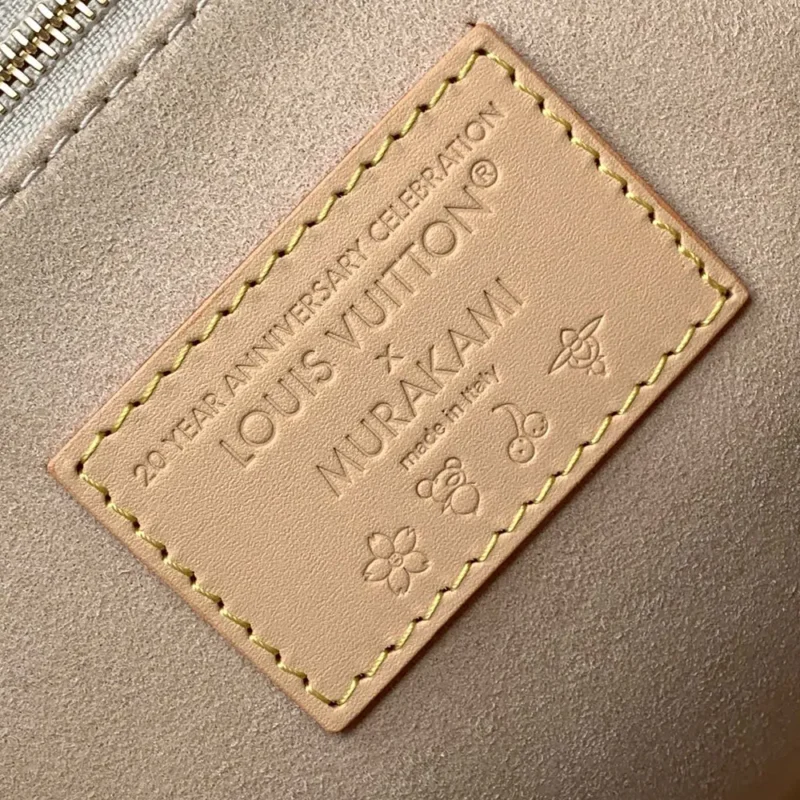 20 YEAR ANNIVERSARY CELEBRATION
LOUIS VUITTON®
x
MURAKAMI
made in Italy